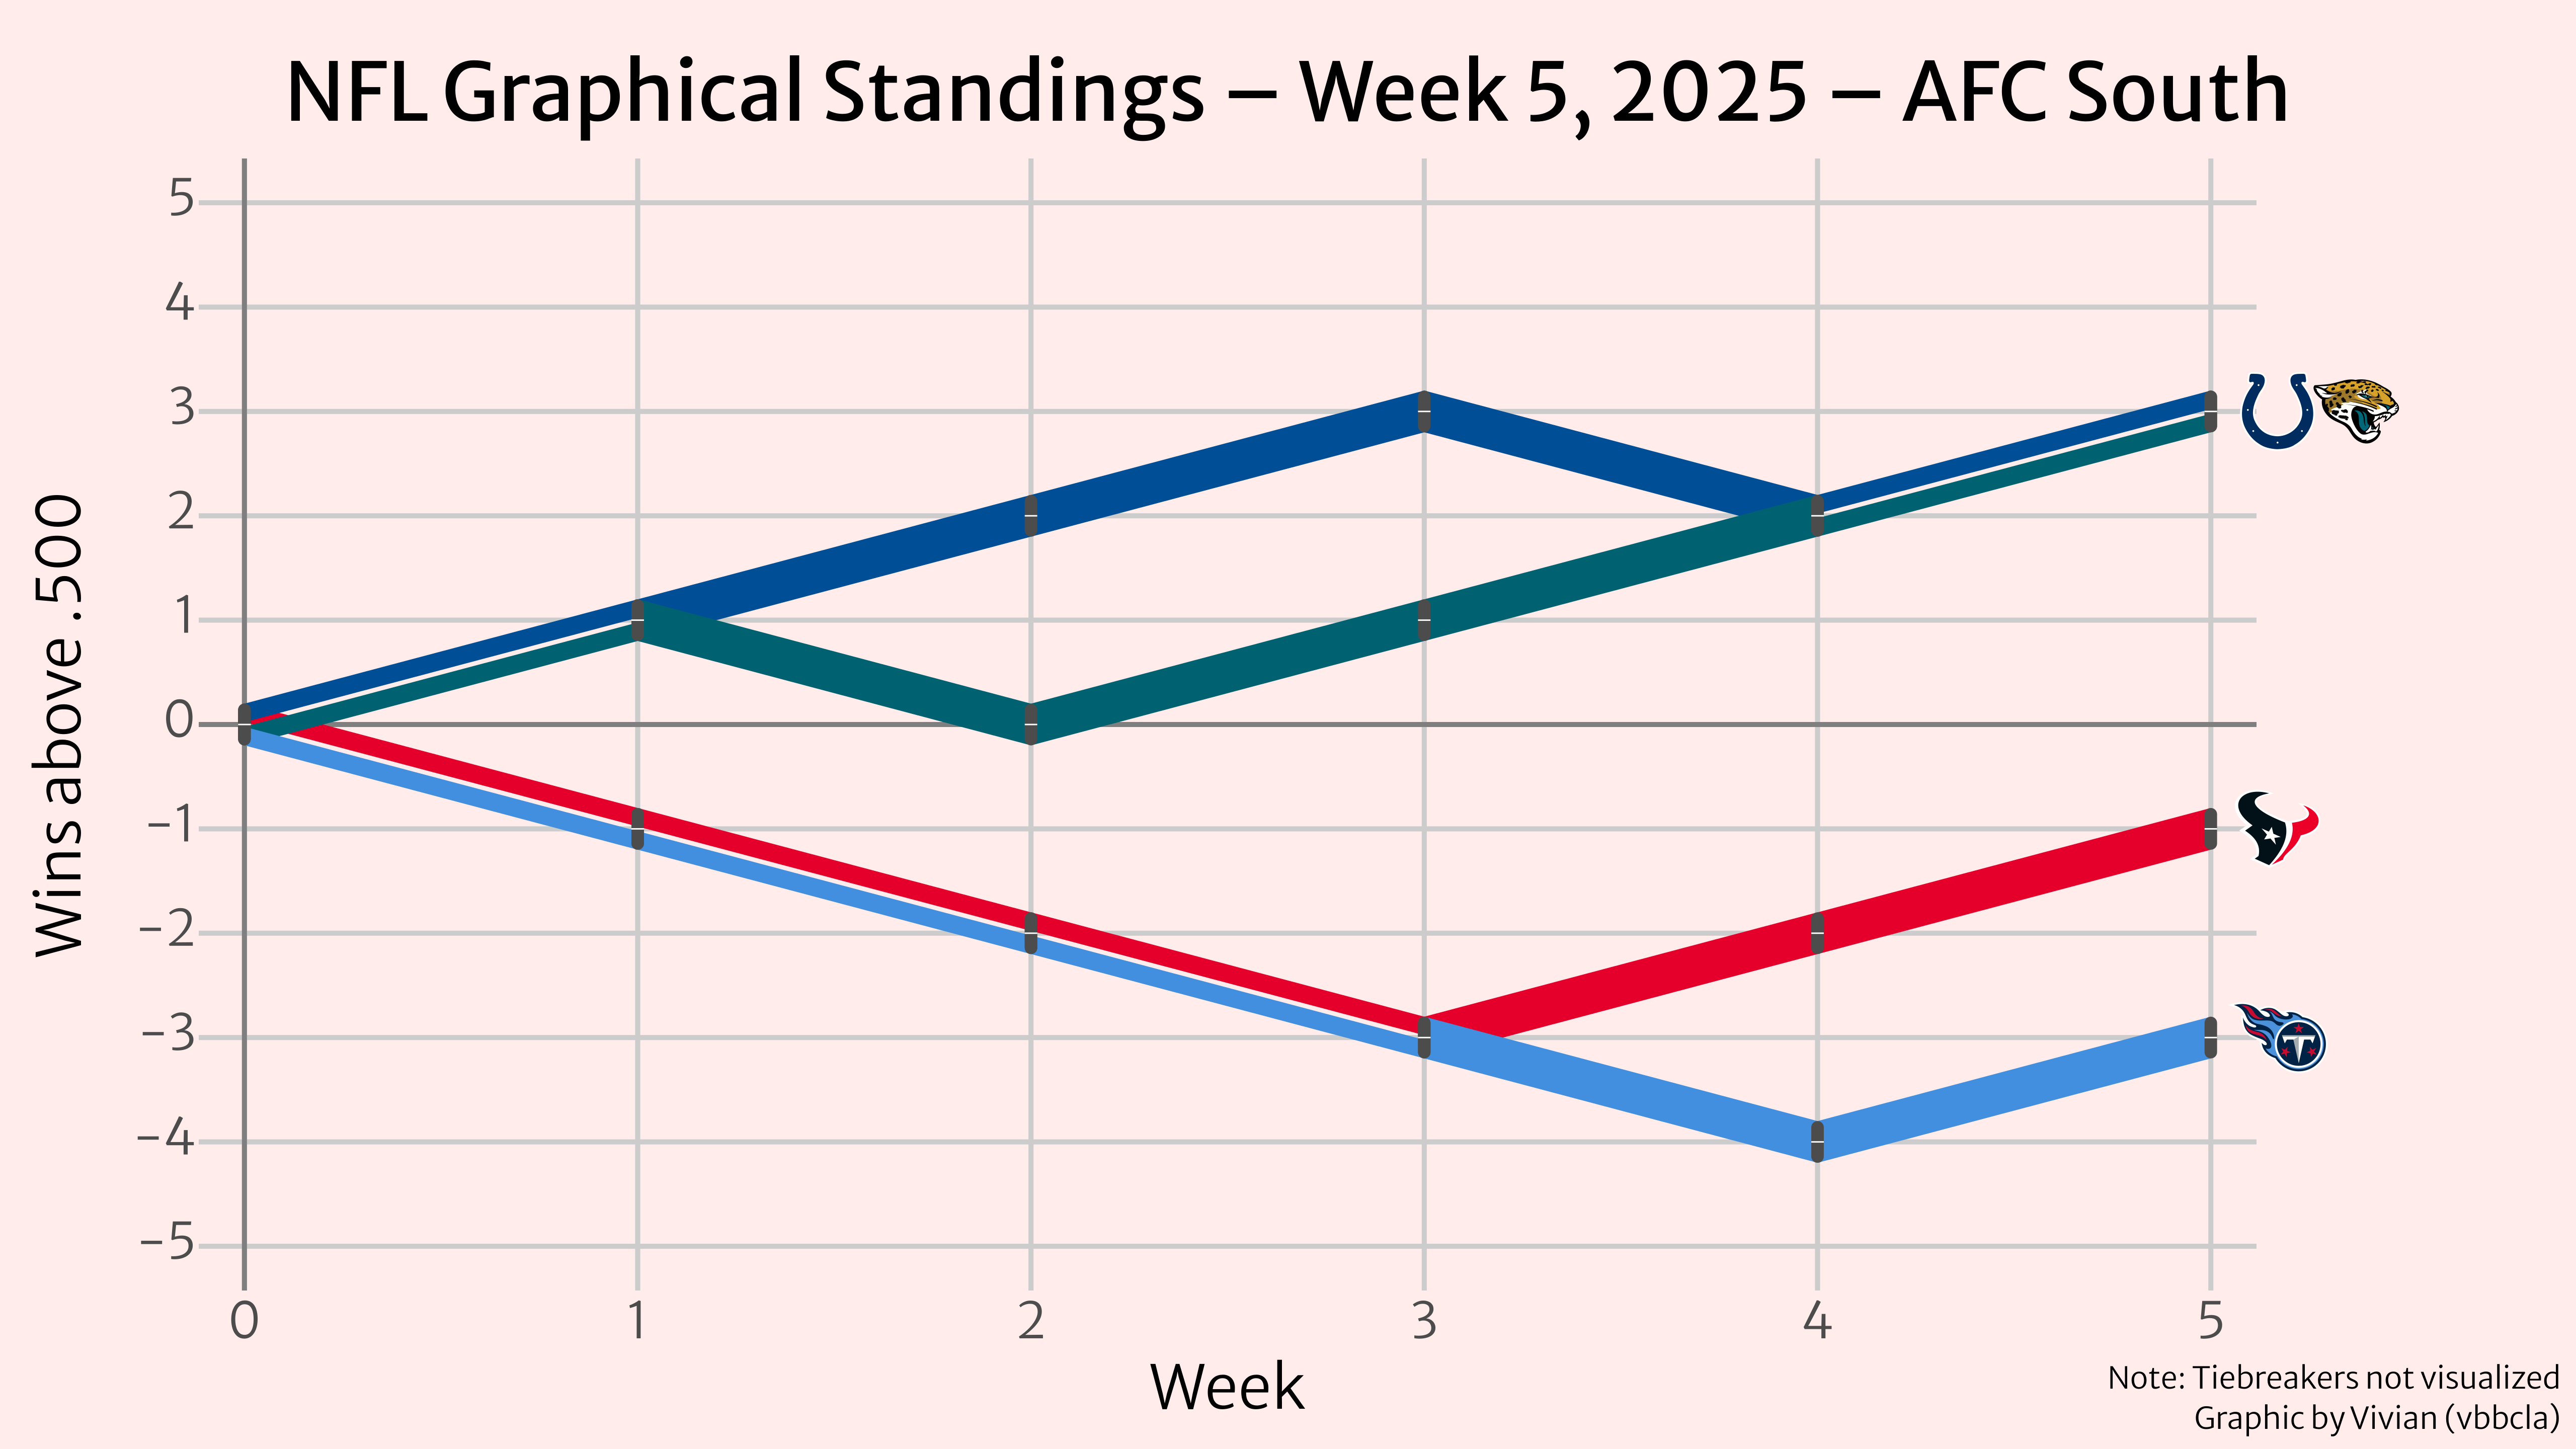 NFL Graphical Standings – Week 5, 2025 – AFC South
Wins above .500
5
4
3
2
1
0
−1
−2
−3
−4
−5
0 1 2 3 4 5
Week
T
Note: Tiebreakers not visualized
Graphic by Vivian (vbbcla)